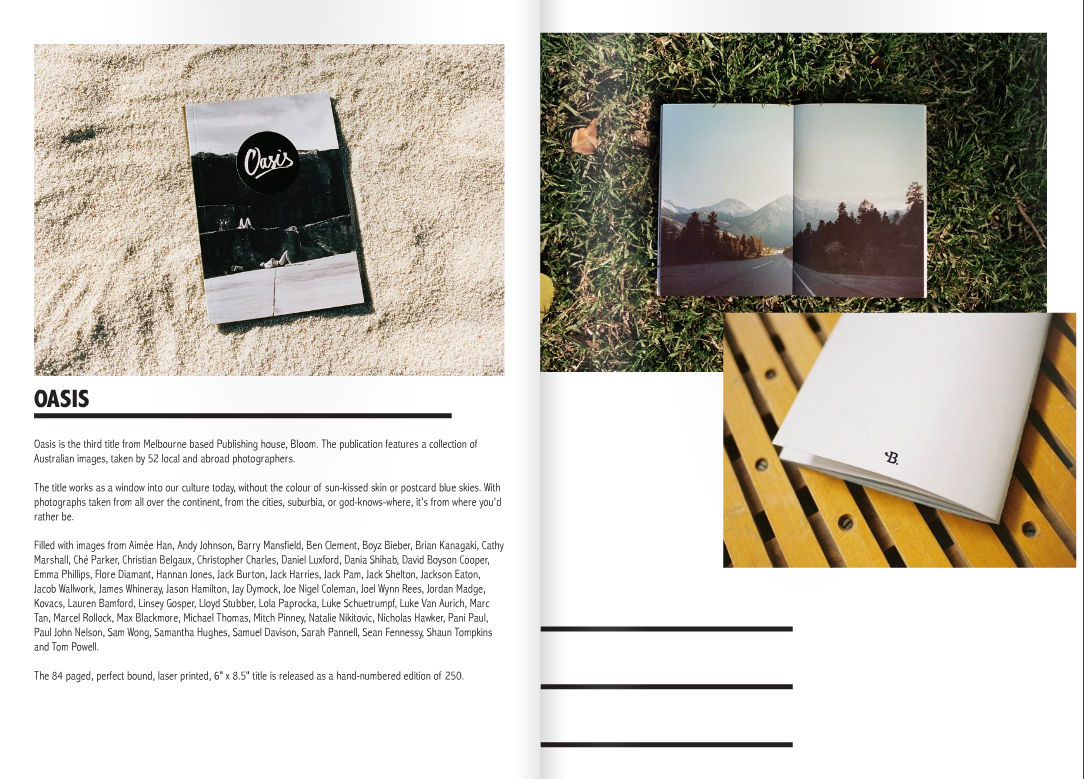 Oasis
OASIS
Oasis is the third title from Melbourne based Publishing house, Bloom. The publication features a collection of
Australian images, taken by 52 local and abroad photographers.
The title works as a window into our culture today, without the colour of sun-kissed skin or postcard blue skies. With
photographs taken from all over the continent, from the cities, suburbia, or god-knows-where, it's from where you'd
rather be.
Filled with images from Aimée Han, Andy Johnson, Barry Mansfield, Ben Clement, Boyz Bieber, Brian Kanagaki, Cathy
Marshall, Ché Parker, Christian Belgaux, Christopher Charles, Daniel Luxford, Dania Shihab, David Boyson Cooper,
Emma Phillips, Flore Diamant, Hannan Jones, Jack Burton, Jack Harries, Jack Pam, Jack Shelton, Jackson Eaton,
Jacob Wallwork, James Whineray, Jason Hamilton, Jay Dymock, Joe Nigel Coleman, Joel Wynn Rees, Jordan Madge,
Kovacs, Lauren Bamford, Linsey Gosper, Lloyd Stubber, Lola Paprocka, Luke Schuetrumpf, Luke Van Aurich, Marc
Tan, Marcel Rollock, Max Blackmore, Michael Thomas, Mitch Pinney, Natalie Nikitovic, Nicholas Hawker, Pani Paul,
Paul John Nelson, Sam Wong, Samantha Hughes, Samuel Davison, Sarah Pannell, Sean Fennessy, Shaun Tompkins
and Tom Powell.
The 84 paged, perfect bound, laser printed, 6" x 8.5" title is released as a hand-numbered edition of 250.
B.